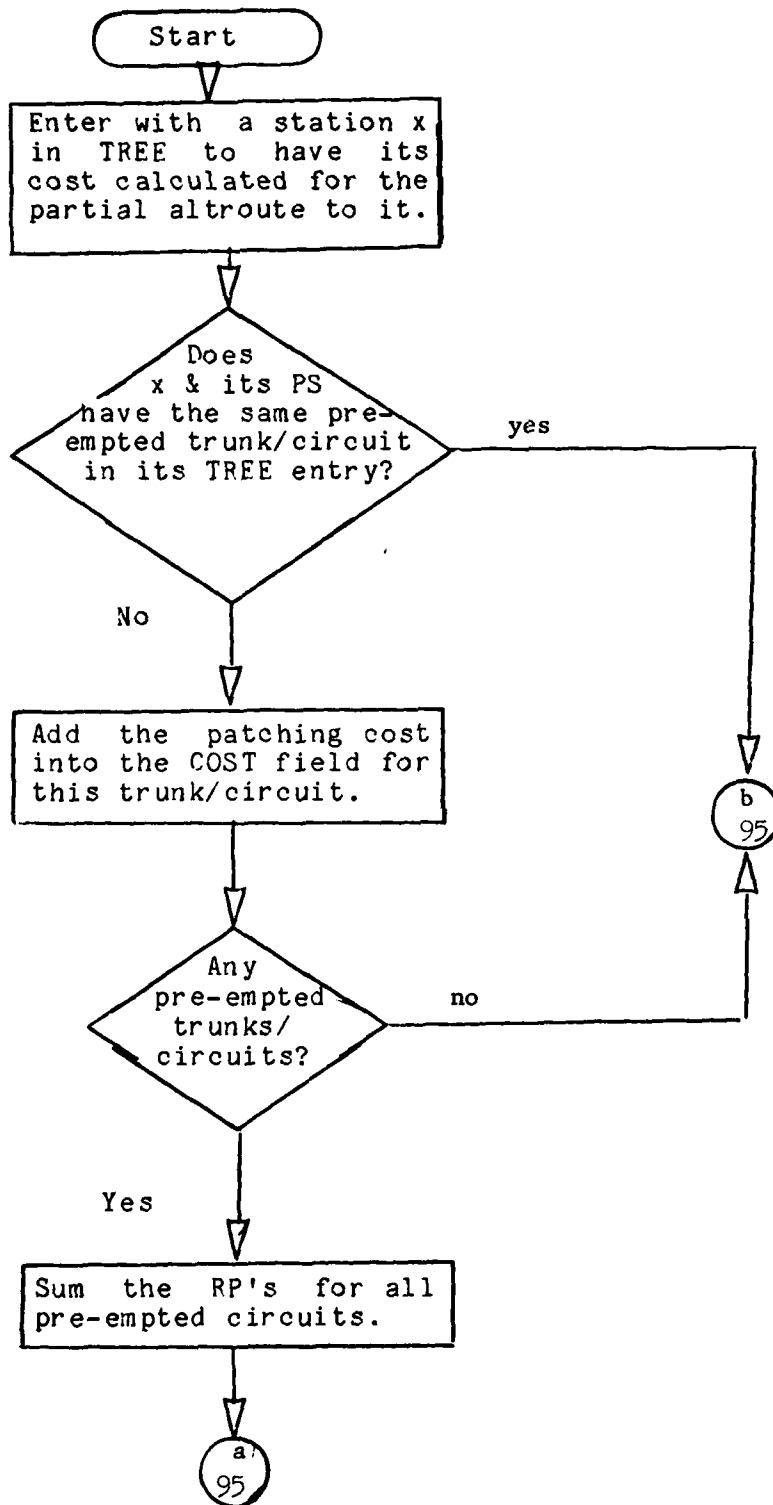 Start
Enter with a station x
in TREE to have its
cost calculated for the
partial altroute to it.
Does
x & its PS
have the same pre-
empted trunk/circuit
in its TREE entry?
yes
No
Add the patching cost
into the COST field for
this trunk/circuit.
b
95
Any
pre-empted
trunks/
circuits?
no
Yes
Sum the RP's for all
pre-empted circuits.
a
95